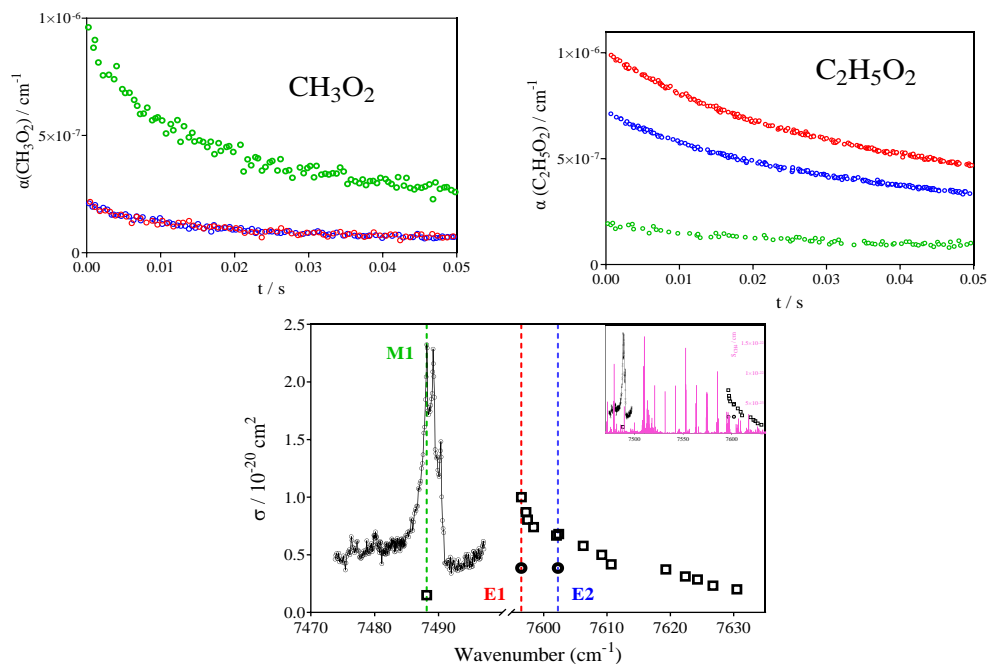 1×10⁻⁶
5×10⁻⁷
0
0.00 0.01 0.02 0.03 0.04 0.05
t / s
α(CH₃O₂) / cm⁻¹
CH₃O₂
1×10⁻⁶
5×10⁻⁷
0
0.00 0.01 0.02 0.03 0.04 0.05
t / s
α (C₂H₅O₂) / cm⁻¹
C₂H₅O₂
2.5
2.0
1.5
1.0
0.5
0.0
σ / 10⁻²⁰ cm²
M1
E1
E2
7470 7480 7490 7600 7610 7620 7630
Wavenumber (cm⁻¹)
7500 7550 7600